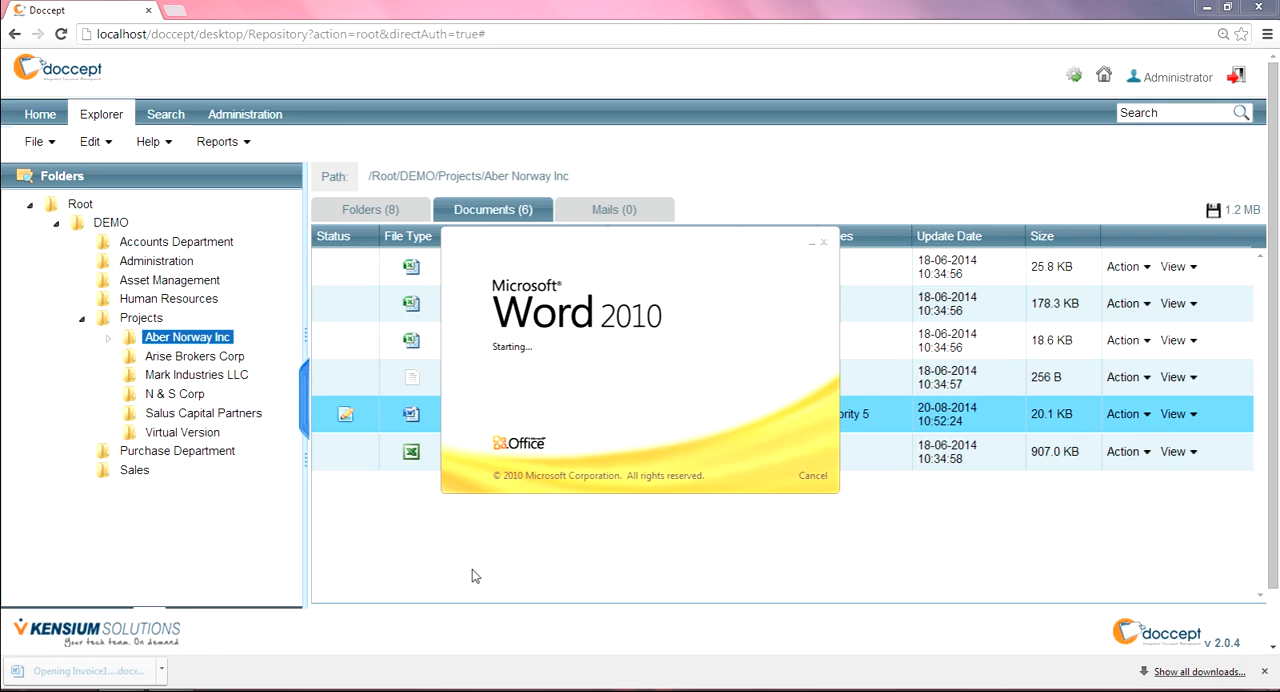 Doccept
localhost/doccept/desktop/Repository?action=root&directAuth=true#
doccept
Administrator
Home Explorer Search Administration
Search
File Edit Help Reports
Folders
Path: /Root/DEMO/Projects/Aber Norway Inc
Root
DEMO
Accounts Department
Administration
Asset Management
Human Resources
Projects
Aber Norway Inc
Arise Brokers Corp
Mark Industries LLC
N & S Corp
Salus Capital Partners
Virtual Version
Purchase Department
Sales
Folders (8) Documents (6) Mails (0)
1.2 MB
Status File Type es Update Date Size
18-06-2014
10:34:56
25.8 KB Action View
18-06-2014
10:34:56
178.3 KB Action View
18-06-2014
10:34:56
18.6 KB Action View
18-06-2014
10:34:57
256 B Action View
ority 5
20-08-2014
10:52:24
20.1 KB Action View
18-06-2014
10:34:58
907.0 KB Action View
Microsoft®
Word 2010
Starting...
Office
© 2010 Microsoft Corporation. All rights reserved.
Cancel
KENSIUM SOLUTIONS
Your tech team. On demand
doccept v 2.0.4
Opening Invoice1....docx...
Show all downloads...